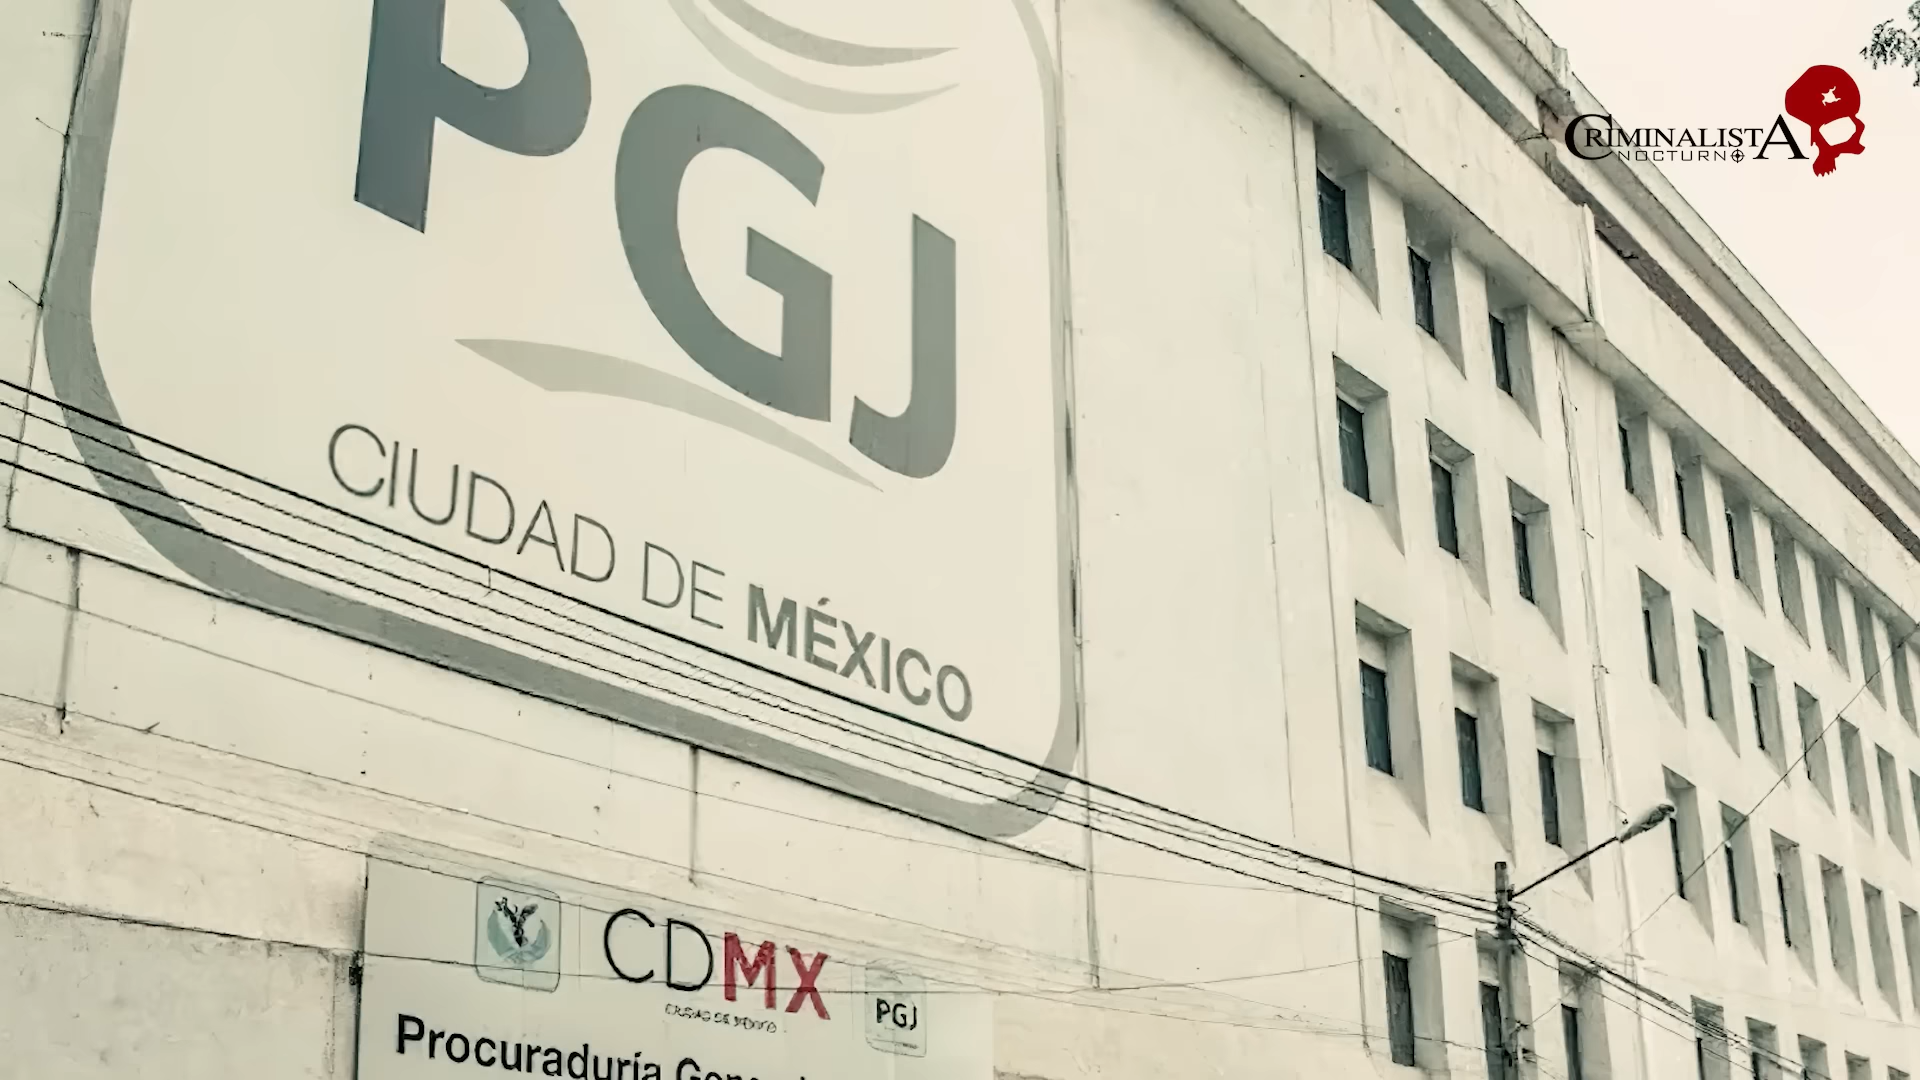 PGJ
CIUDAD DE MÉXICO
CRIMINALISTA
NOCTURNO
CDMX
PGJ
Procuraduría